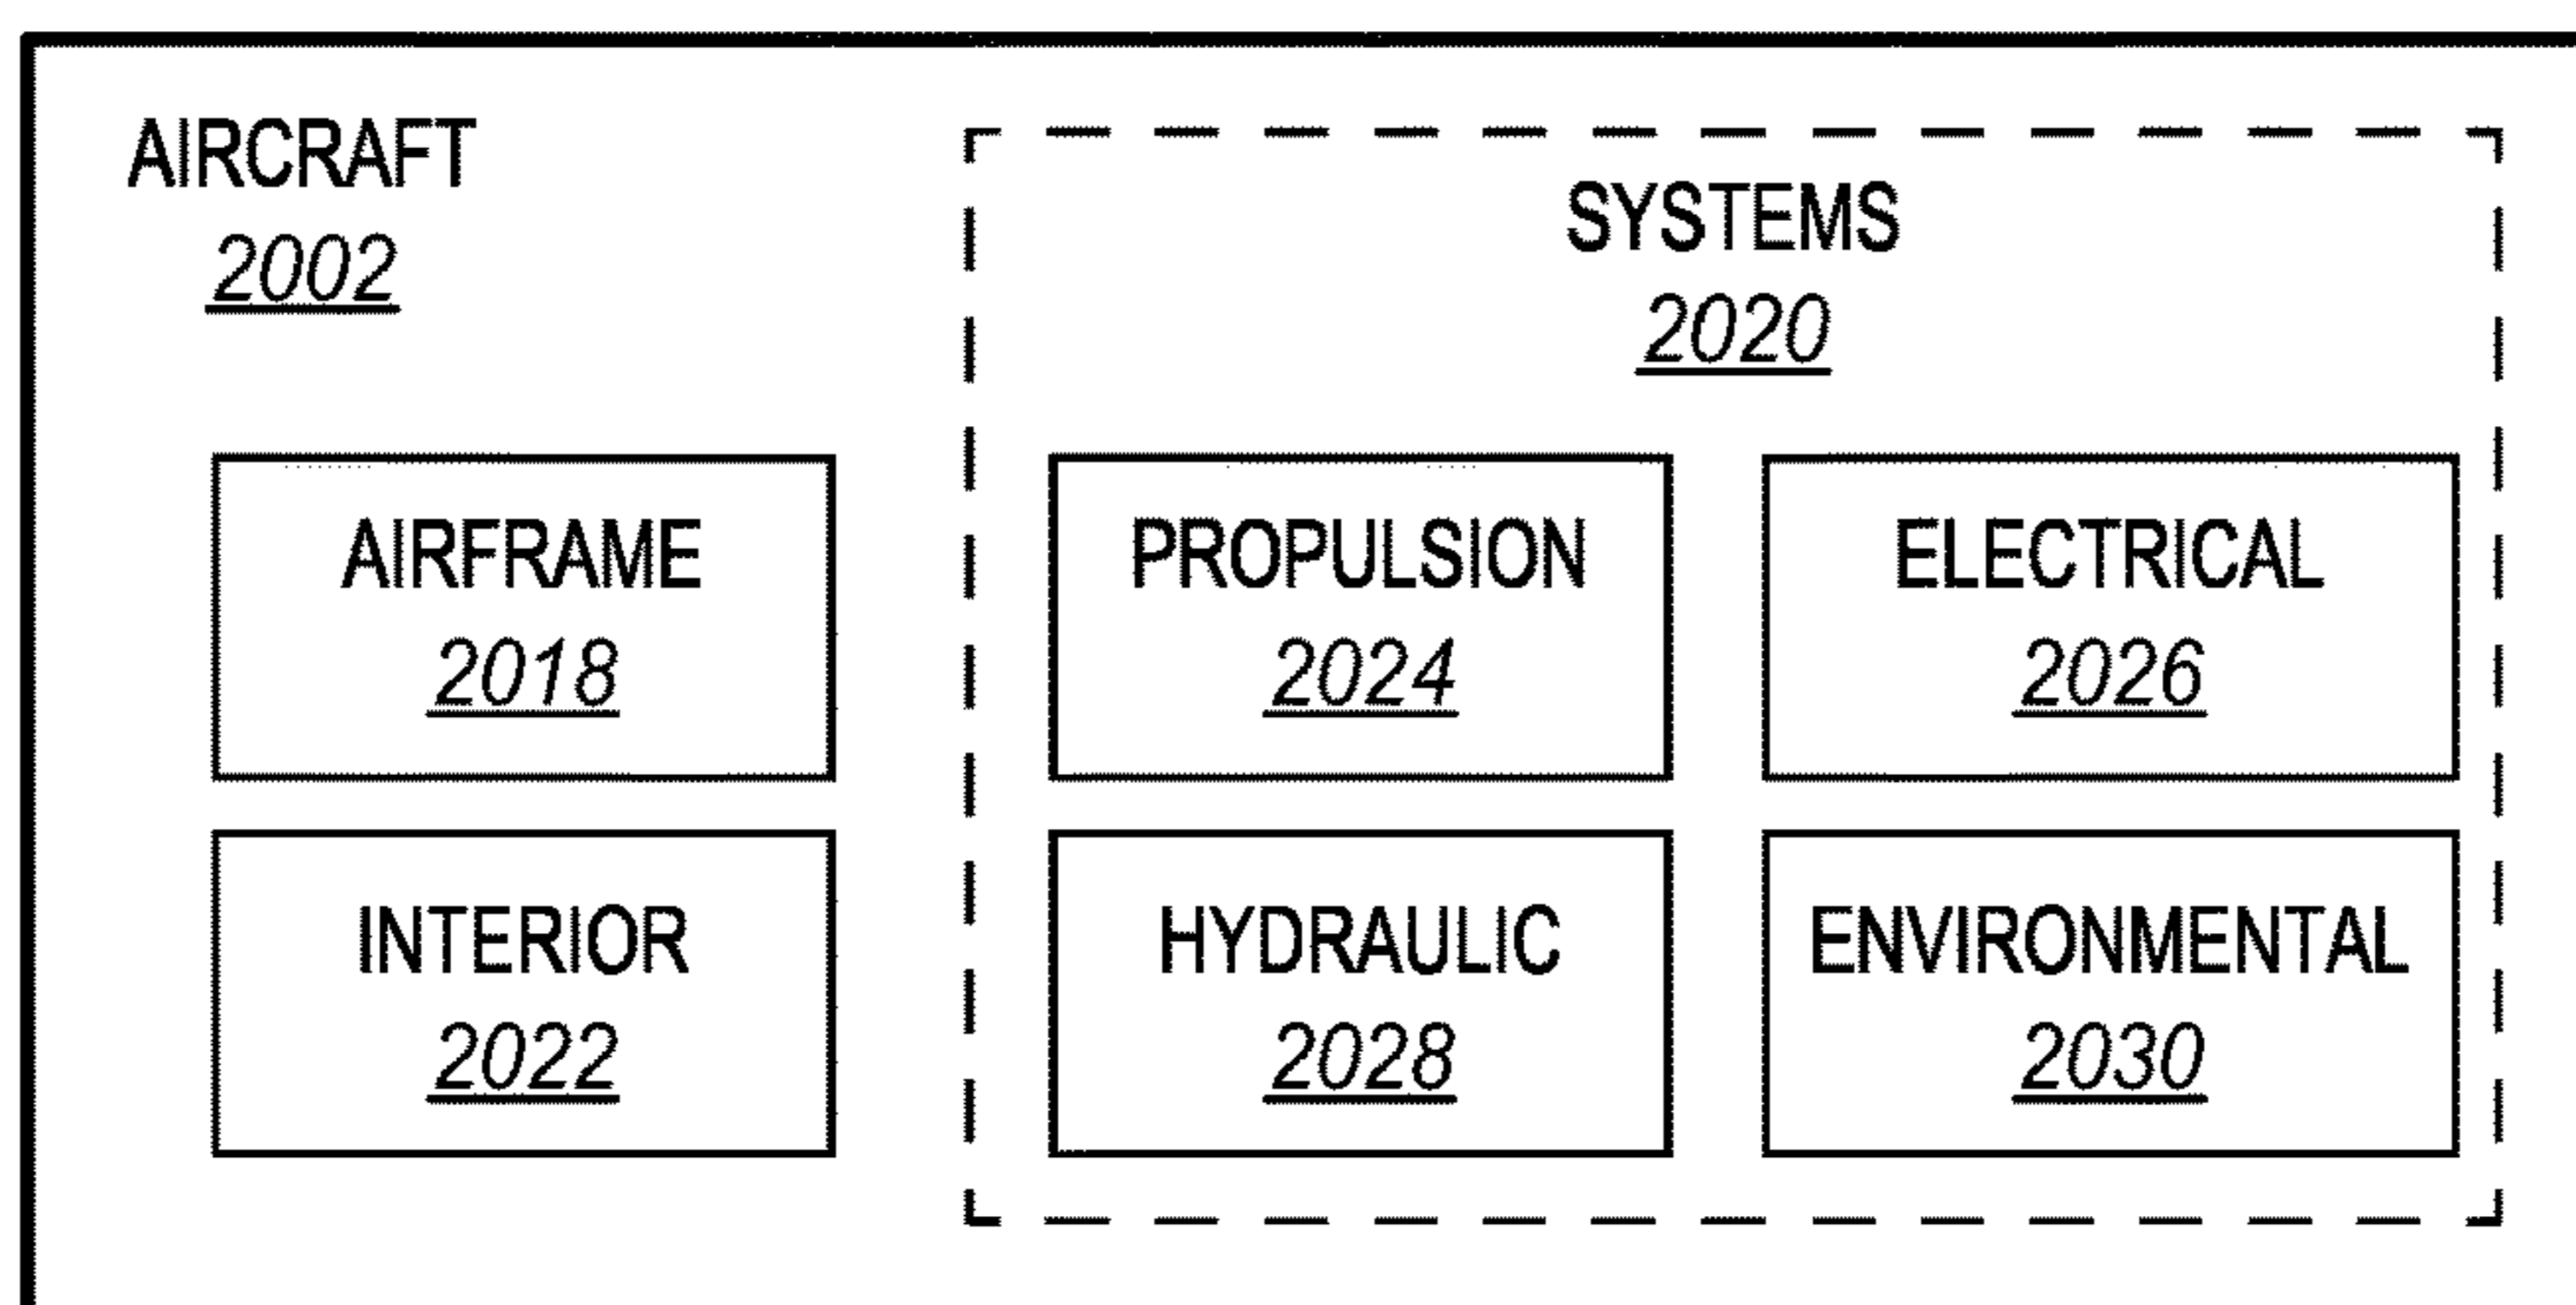 AIRCRAFT
2002
SYSTEMS
2020
AIRFRAME
2018
PROPULSION
2024
ELECTRICAL
2026
INTERIOR
2022
HYDRAULIC
2028
ENVIRONMENTAL
2030